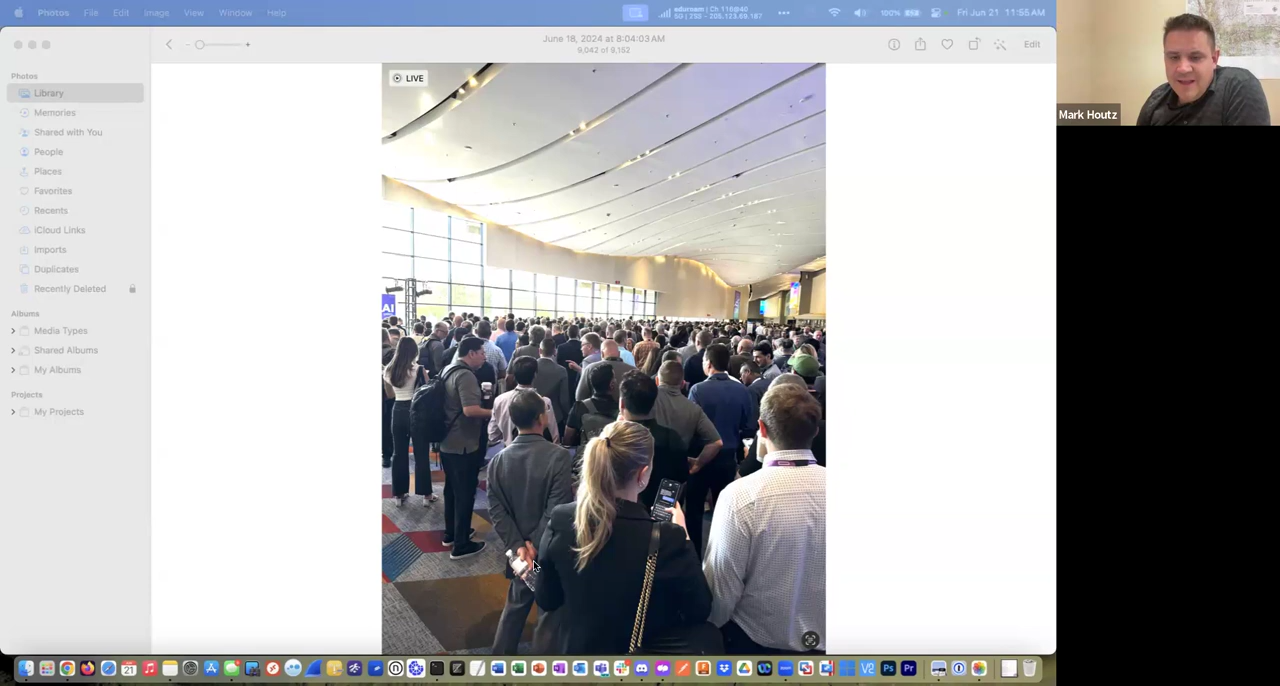 Photos File Edit Image View Window Help
Fri Jun 21 11:55 AM
100%
June 18, 2024 at 8:04:03 AM
9,042 of 9,152
Edit
LIVE
Photos
Library
Memories
Shared with You
People
Places
Favorites
Recents
iCloud Links
Imports
Duplicates
Recently Deleted
Albums
Media Types
Shared Albums
My Albums
Projects
My Projects
AI
Mark Houtz